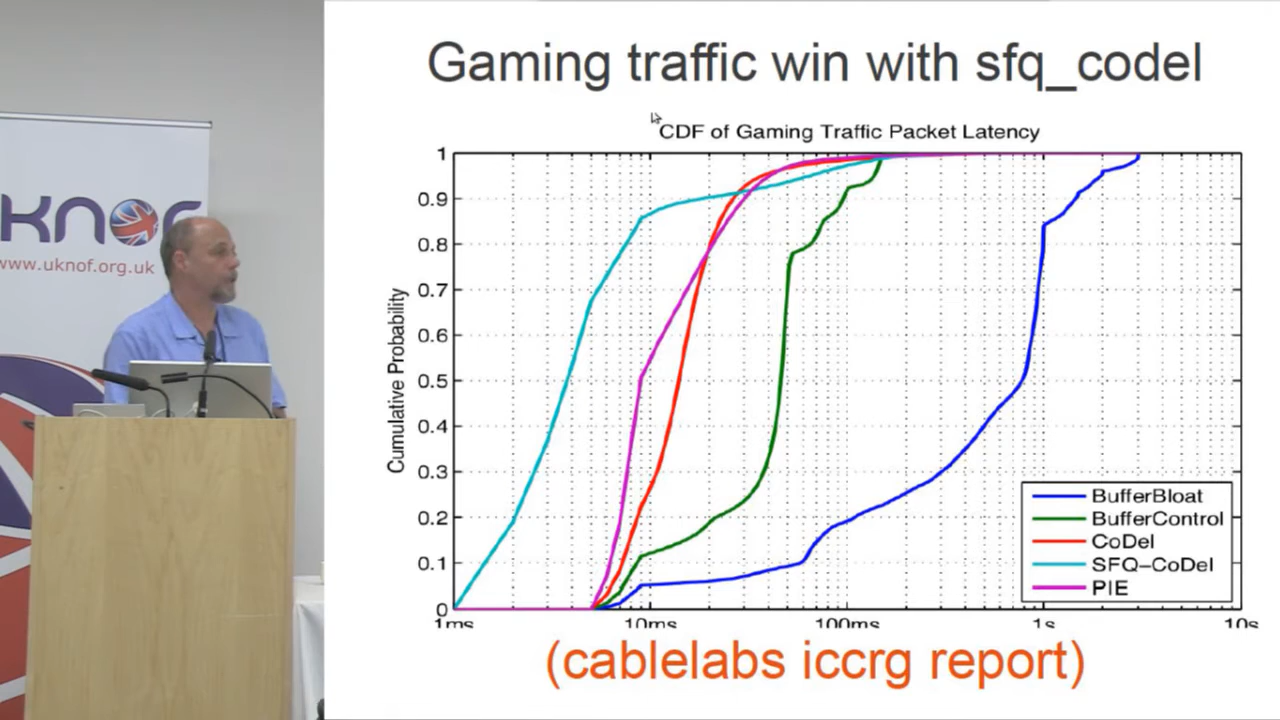 Gaming traffic win with sfq_codel
CDF of Gaming Traffic Packet Latency
Cumulative Probability
1
0.9
0.8
0.7
0.6
0.5
0.4
0.3
0.2
0.1
0
1ms
10ms
100ms
1s
10s
BufferBloat
BufferControl
CoDel
SFQ-CoDel
PIE
(cablelabs iccrg report)
KNOF
www.uknof.org.uk